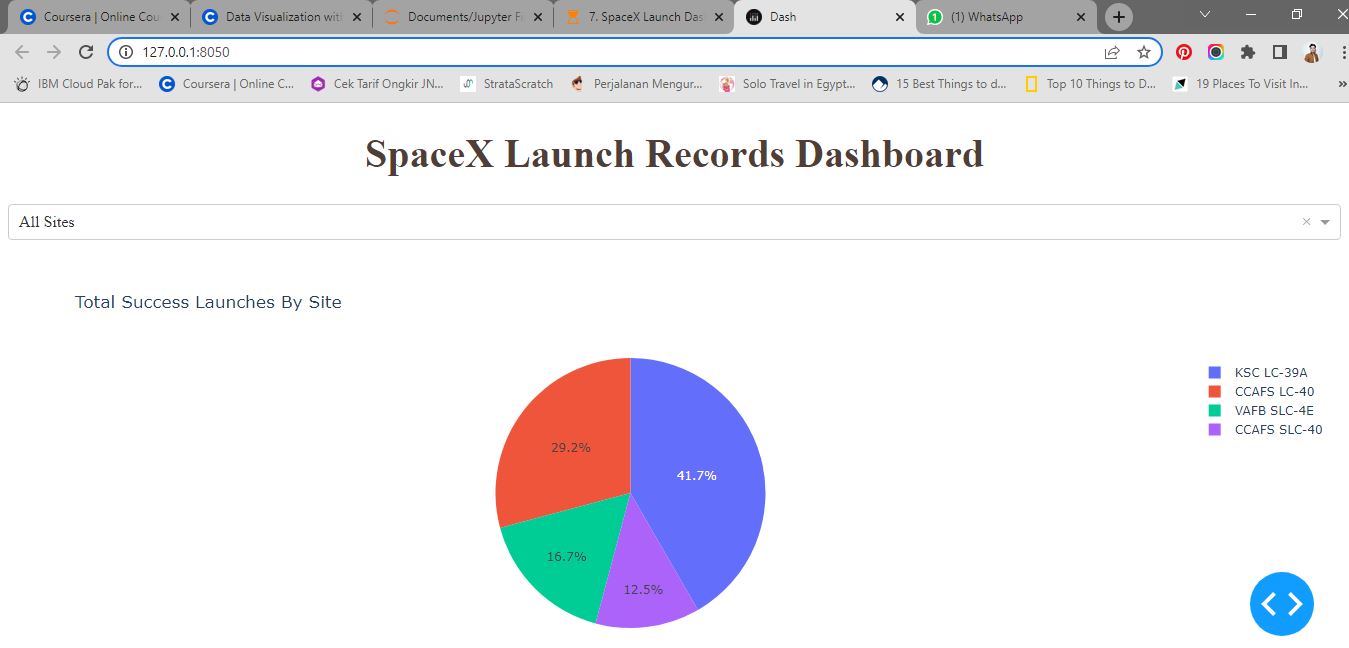 Coursera | Online Cou
Data Visualization with
Documents/Jupyter Fi
7. SpaceX Launch Das
Dash
(1) WhatsApp
127.0.0.1:8050
IBM Cloud Pak for...
Coursera | Online C...
Cek Tarif Ongkir JN...
StrataScratch
Perjalanan Mengur...
Solo Travel in Egypt...
15 Best Things to d...
Top 10 Things to D...
19 Places To Visit In...
»
SpaceX Launch Records Dashboard
All Sites
Total Success Launches By Site
KSC LC-39A
CCAFS LC-40
VAFB SLC-4E
CCAFS SLC-40
29.2%
41.7%
16.7%
12.5%